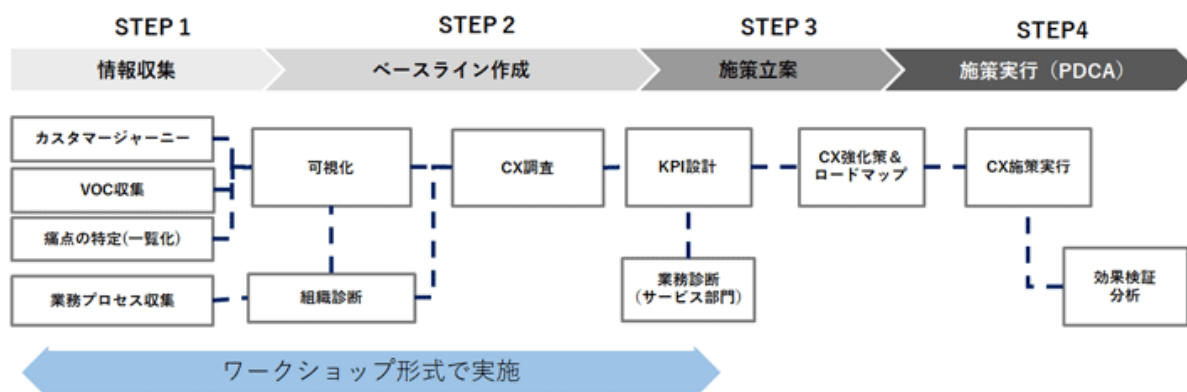 STEP 1
STEP 2
STEP 3
STEP4
情報収集
ベースライン作成
施策立案
施策実行（PDCA）
カスタマージャーニー
VOC収集
痛点の特定(一覧化)
業務プロセス収集
可視化
組織診断
CX調査
KPI設計
業務診断
（サービス部門）
CX強化策＆
ロードマップ
CX施策実行
効果検証
分析
ワークショップ形式で実施